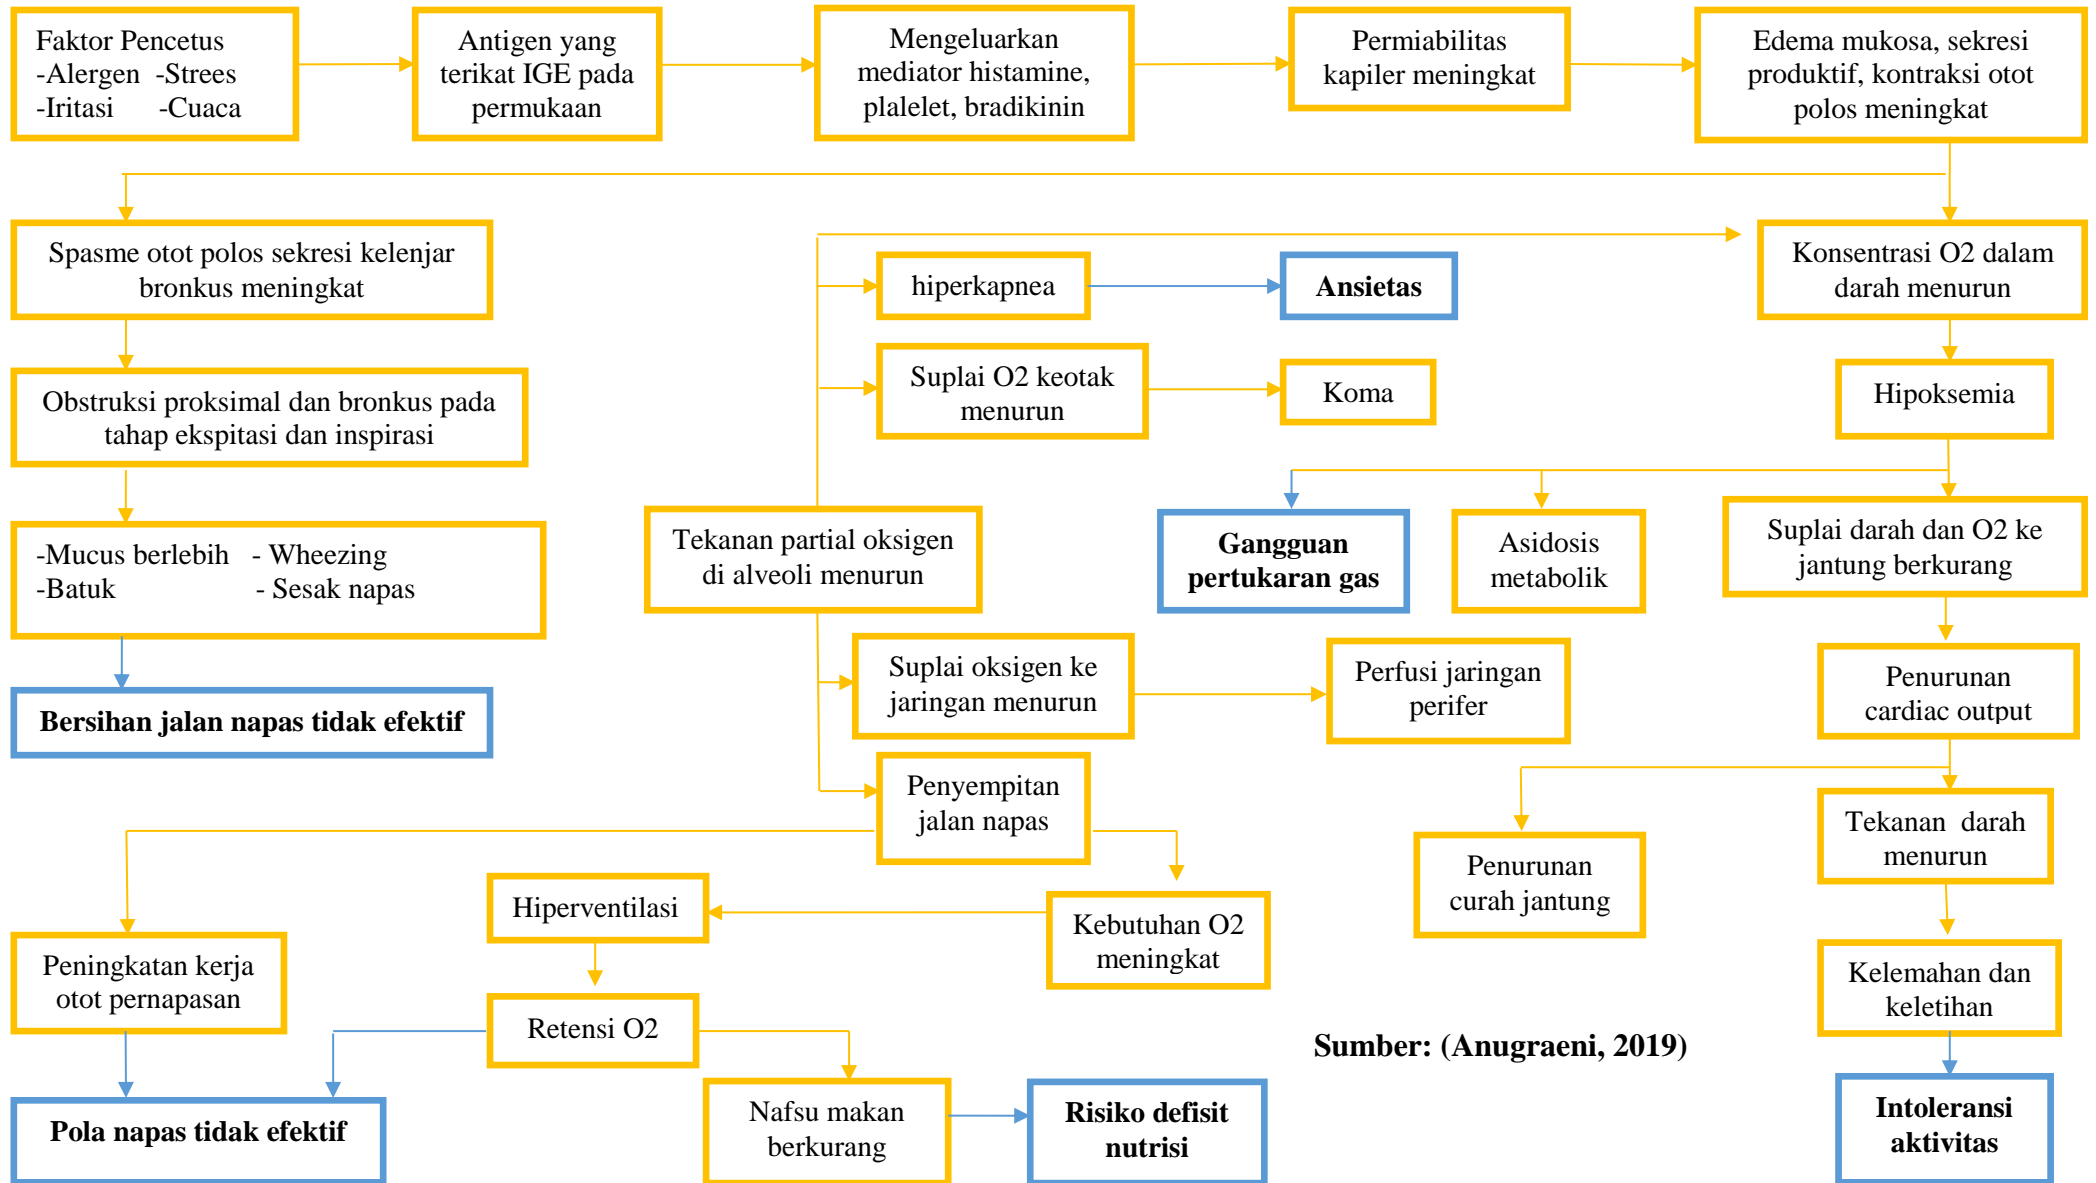 Faktor Pencetus
-Alergen -Strees
-Iritasi -Cuaca
Antigen yang
terikat IGE pada
permukaan
Mengeluarkan
mediator histamine,
plalelet, bradikinin
Permiabilitas
kapiler meningkat
Edema mukosa, sekresi
produktif, kontraksi otot
polos meningkat
Spasme otot polos sekresi kelenjar
bronkus meningkat
hiperkapnea
Ansietas
Konsentrasi O2 dalam
darah menurun
Obstruksi proksimal dan bronkus pada
tahap ekspitasi dan inspirasi
Suplai O2 keotak
menurun
Koma
Hipoksemia
-Mucus berlebih - Wheezing
-Batuk - Sesak napas
Tekanan partial oksigen
di alveoli menurun
Gangguan
pertukaran gas
Asidosis
metabolik
Suplai darah dan O2 ke
jantung berkurang
Bersihan jalan napas tidak efektif
Suplai oksigen ke
jaringan menurun
Perfusi jaringan
perifer
Penurunan
cardiac output
Penyempitan
jalan napas
Tekanan darah
menurun
Penurunan
curah jantung
Hiperventilasi
Kebutuhan O2
meningkat
Peningkatan kerja
otot pernapasan
Retensi O2
Kelemahan dan
keletihan
Sumber: (Anugraeni, 2019)
Pola napas tidak efektif
Nafsu makan
berkurang
Risiko defisit
nutrisi
Intoleransi
aktivitas